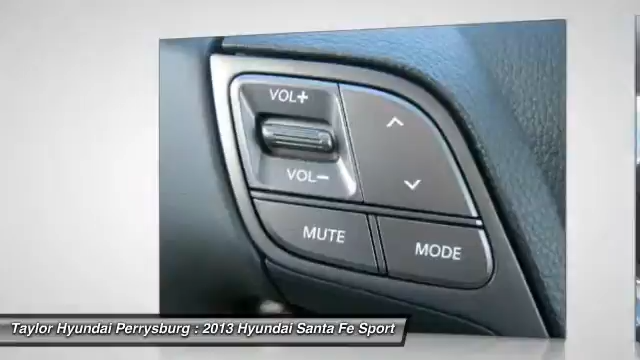 VOL+
VOL-
MUTE
MODE
Taylor Hyundai Perrysburg : 2013 Hyundai Santa Fe Sport